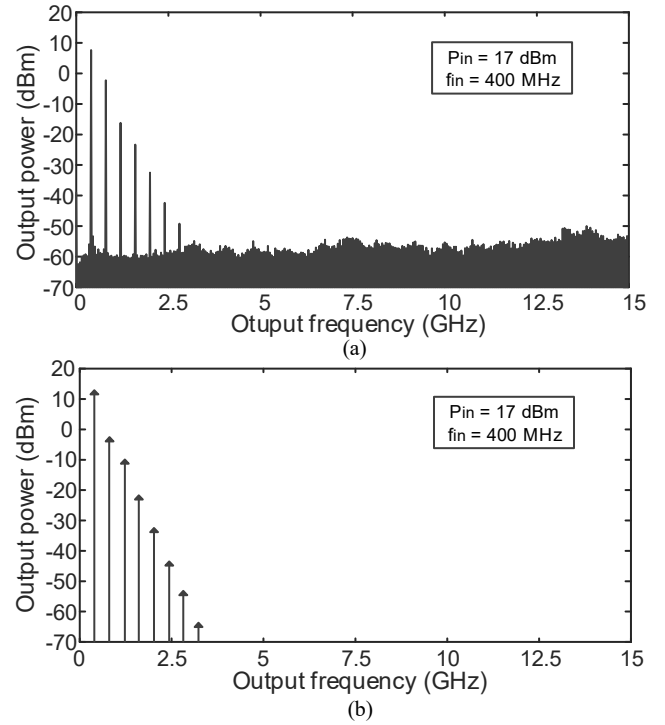 20
10
0
-10
-20
-30
-40
-50
-60
-70
Output power (dBm)
Pin = 17 dBm
fin = 400 MHz
0 2.5 5 7.5 10 12.5 15
Otuput frequency (GHz)
(a)
20
10
0
-10
-20
-30
-40
-50
-60
-70
Output power (dBm)
Pin = 17 dBm
fin = 400 MHz
0 2.5 5 7.5 10 12.5 15
Output frequency (GHz)
(b)